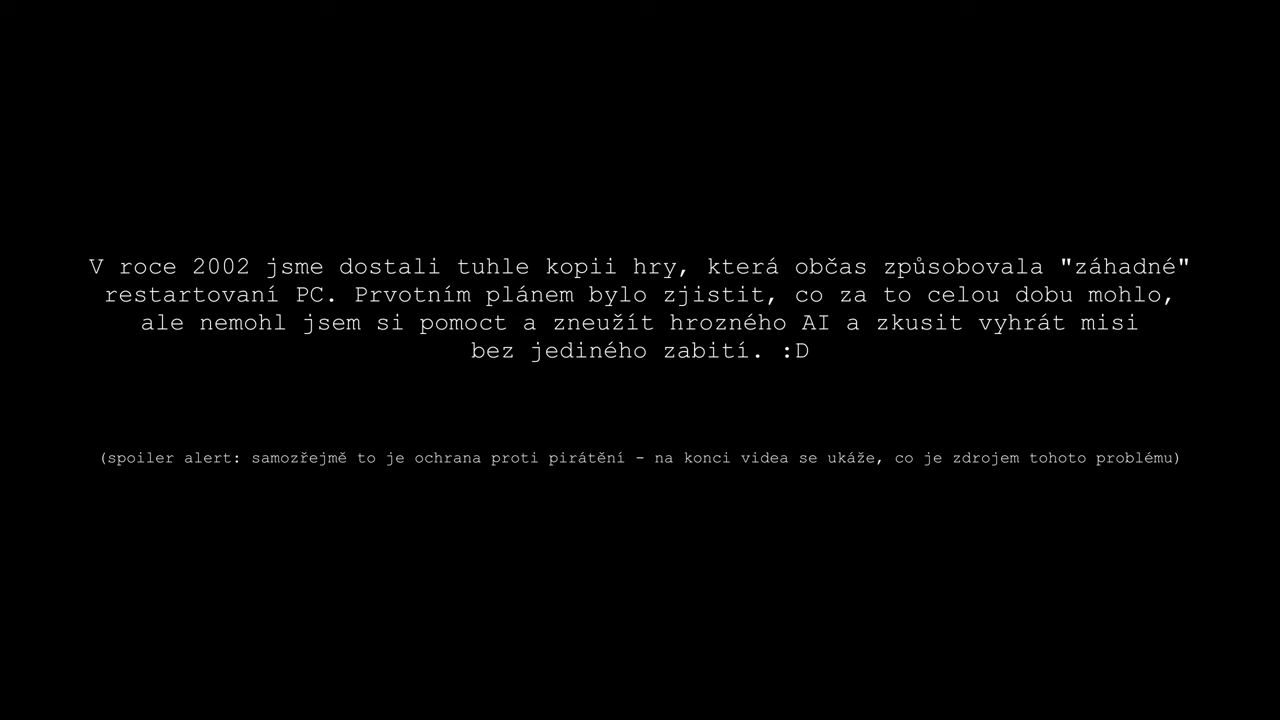 V roce 2002 jsme dostali tuhle kopii hry, která občas způsobovala "záhadné"
restartovaní PC. Prvotním plánem bylo zjistit, co za to celou dobu mohlo,
ale nemohl jsem si pomoct a zneužít hrozného AI a zkusit vyhrát misi
bez jediného zabití. :D
(spoiler alert: samozřejmě to je ochrana proti pirátění - na konci videa se ukáže, co je zdrojem tohoto problému)